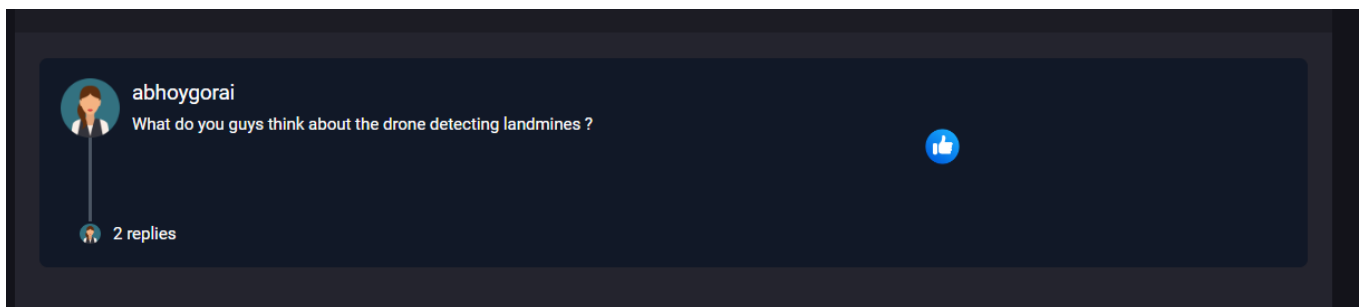 abhoygorai
What do you guys think about the drone detecting landmines ?
2 replies